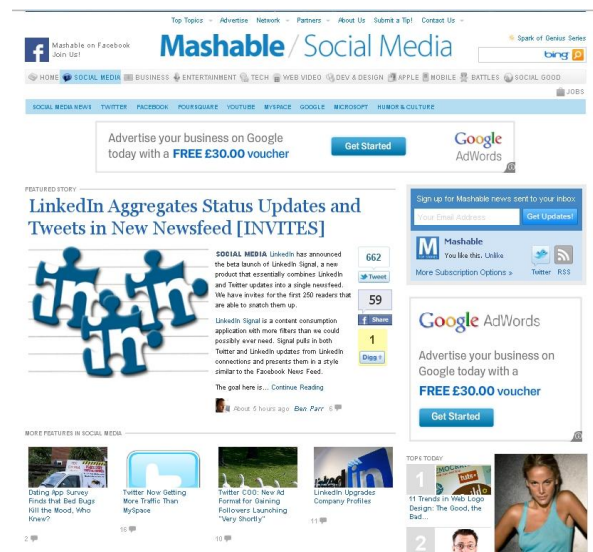 Top Topics Advertise Network Partners About Us Submit a Tip! Contact Us
Mashable on Facebook
Join Us!
Mashable / Social Media
Spark of Genius Series
bing
HOME SOCIAL MEDIA BUSINESS ENTERTAINMENT TECH WEB VIDEO DEV & DESIGN APPLE MOBILE BATTLES SOCIAL GOOD
JOBS
SOCIAL MEDIA NEWS TWITTER FACEBOOK FOURSQUARE YOUTUBE MYSPACE GOOGLE MICROSOFT HUMOR & CULTURE
Advertise your business on Google
today with a FREE £30.00 voucher
Get Started
Google
AdWords
FEATURED STORY
LinkedIn Aggregates Status Updates and
Tweets in New Newsfeed [INVITES]
in in in
SOCIAL MEDIA LinkedIn has announced
the beta launch of LinkedIn Signal, a new
product that essentially combines LinkedIn
and Twitter updates into a single newsfeed.
We have invites for the first 250 readers that
are able to snatch them up.
LinkedIn Signal is a content consumption
application with more filters than we could
possibly ever need. Signal pulls in both
Twitter and LinkedIn updates from LinkedIn
connections and presents them in a style
similar to the Facebook News Feed.
The goal here is... Continue Reading
About 5 hours ago Ben Parr 6
662
Tweet
59
Share
1
Digg
Sign up for Mashable news sent to your inbox
Your Email Address Get Updates!
M
Mashable
You like this. Unlike
More Subscription Options » Twitter RSS
Google AdWords
Advertise your business on
Google today with a
FREE £30.00 voucher
Get Started
MORE FEATURES IN SOCIAL MEDIA
Dating App Survey
Finds that Bed Bugs
Kill the Mood, Who
Knew?
2
Twitter Now Getting
More Traffic Than
MySpace
16
Twitter COO: New Ad
Format for Gaining
Followers Launching
"Very Shortly"
10
in
LinkedIn Upgrades
Company Profiles
11
TOPS TODAY
1
11 Trends in Web Logo
Design: The Good, the
Bad...
2